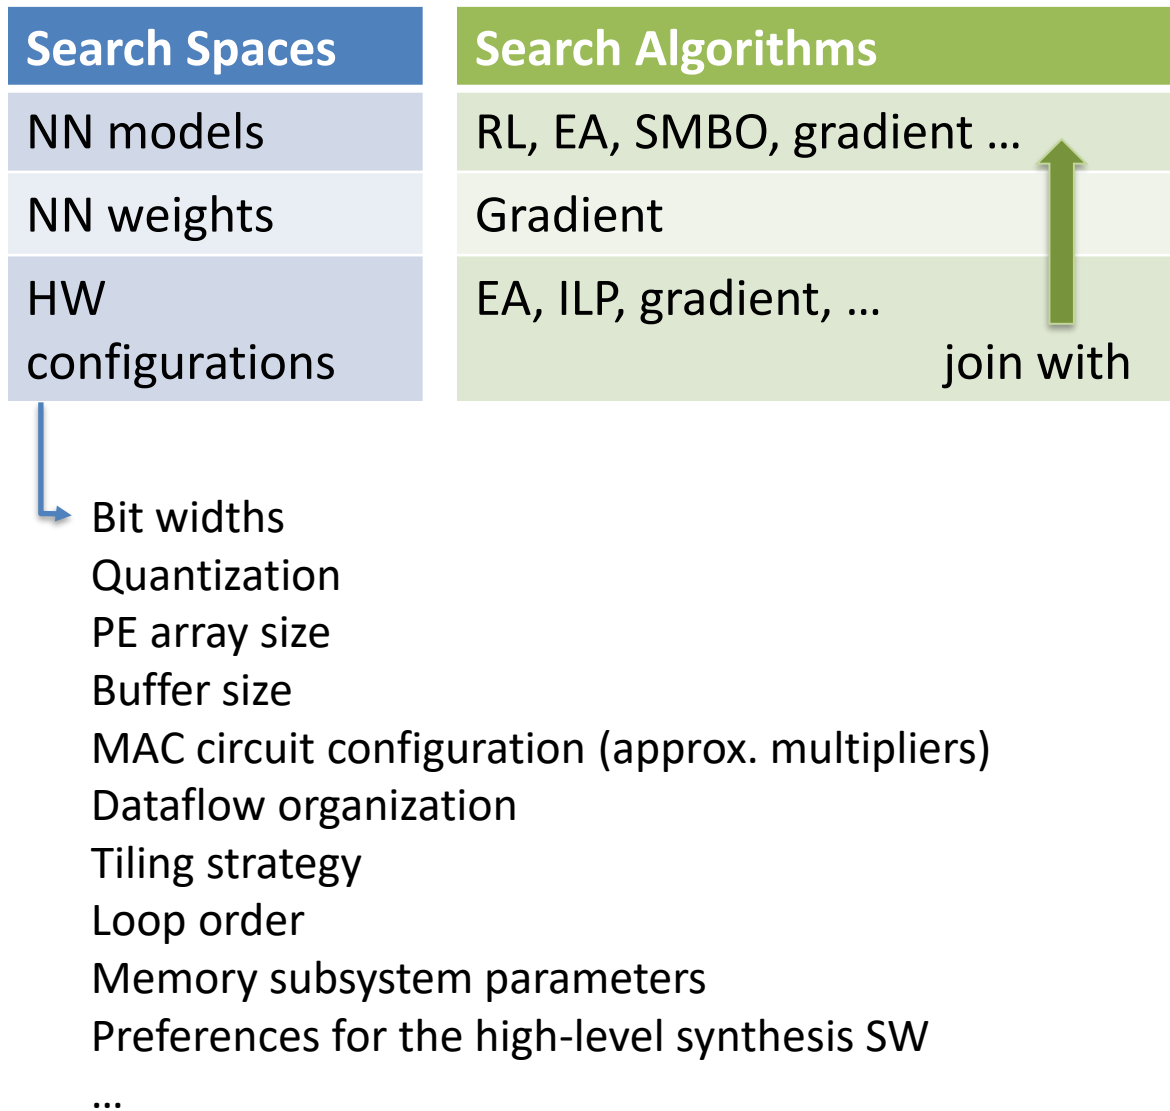 Search Spaces
Search Algorithms
NN models
RL, EA, SMBO, gradient ...
NN weights
Gradient
HW
configurations
EA, ILP, gradient, ...
join with
Bit widths
Quantization
PE array size
Buffer size
MAC circuit configuration (approx. multipliers)
Dataflow organization
Tiling strategy
Loop order
Memory subsystem parameters
Preferences for the high-level synthesis SW
...